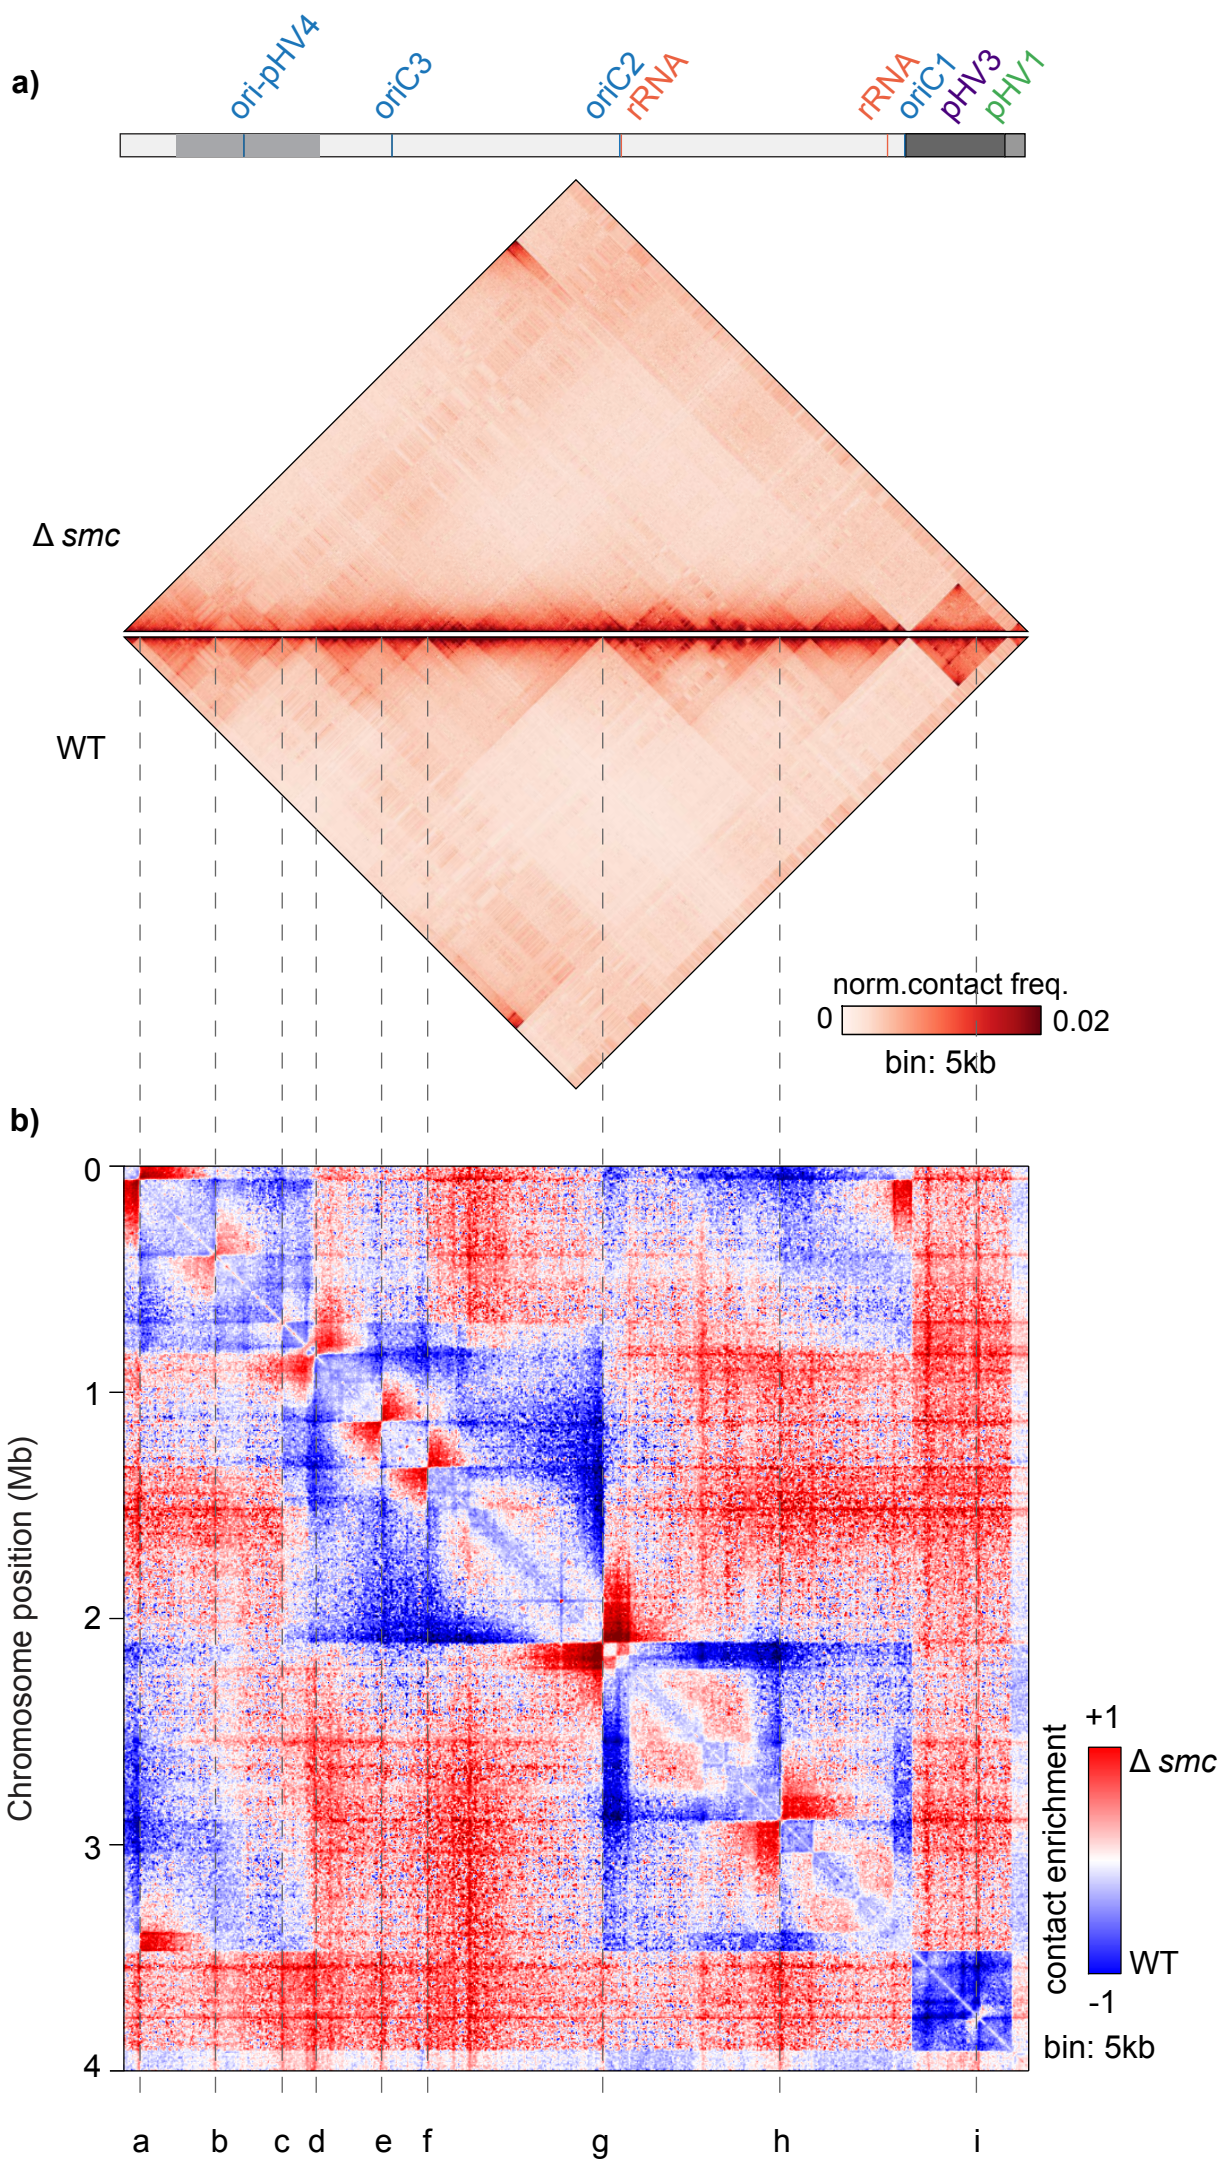 a)
ori-pHV4
oriC3
oriC2
rRNA
rRNA
oriC1
pHV3
pHV1
Δ smc
WT
norm.contact freq.
0
0.02
bin: 5kb
b)
0
1
2
3
4
Chromosome position (Mb)
+1
Δ smc
contact enrichment
WT
-1
bin: 5kb
a b c d e f g h i